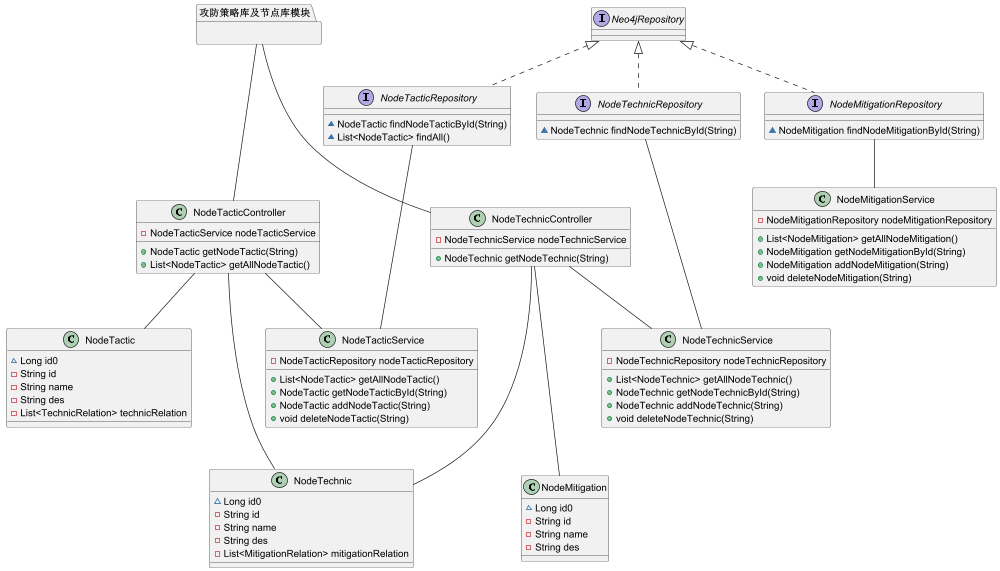 攻防策略库及节点库模块
I Neo4jRepository
I NodeTacticRepository
NodeTactic findNodeTacticById(String)
List<NodeTactic> findAll()
I NodeTechnicRepository
NodeTechnic findNodeTechnicById(String)
I NodeMitigationRepository
NodeMitigation findNodeMitigationById(String)
C NodeTacticController
NodeTacticService nodeTacticService
NodeTactic getNodeTactic(String)
List<NodeTactic> getAllNodeTactic()
C NodeTechnicController
NodeTechnicService nodeTechnicService
NodeTechnic getNodeTechnic(String)
C NodeMitigationService
NodeMitigationRepository nodeMitigationRepository
List<NodeMitigation> getAllNodeMitigation()
NodeMitigation getNodeMitigationById(String)
NodeMitigation addNodeMitigation(String)
void deleteNodeMitigation(String)
C NodeTactic
Long id0
String id
String name
String des
List<TechnicRelation> technicRelation
C NodeTacticService
NodeTacticRepository nodeTacticRepository
List<NodeTactic> getAllNodeTactic()
NodeTactic getNodeTacticById(String)
NodeTactic addNodeTactic(String)
void deleteNodeTactic(String)
C NodeTechnicService
NodeTechnicRepository nodeTechnicRepository
List<NodeTechnic> getAllNodeTechnic()
NodeTechnic getNodeTechnicById(String)
NodeTechnic addNodeTechnic(String)
void deleteNodeTechnic(String)
C NodeTechnic
Long id0
String id
String name
String des
List<MitigationRelation> mitigationRelation
C NodeMitigation
Long id0
String id
String name
String des